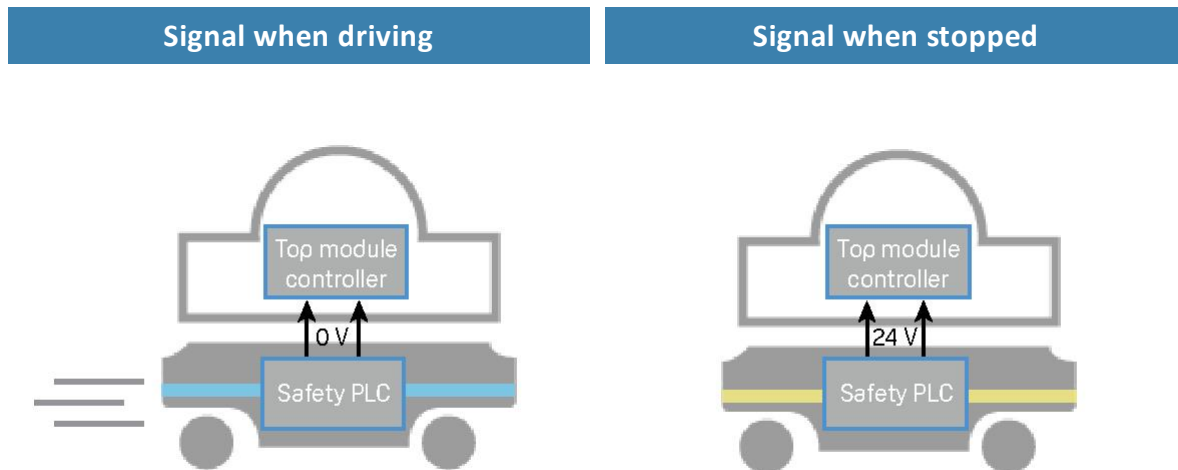 Signal when driving
Signal when stopped
Top module
controller
0 V
Safety PLC
Top module
controller
24 V
Safety PLC